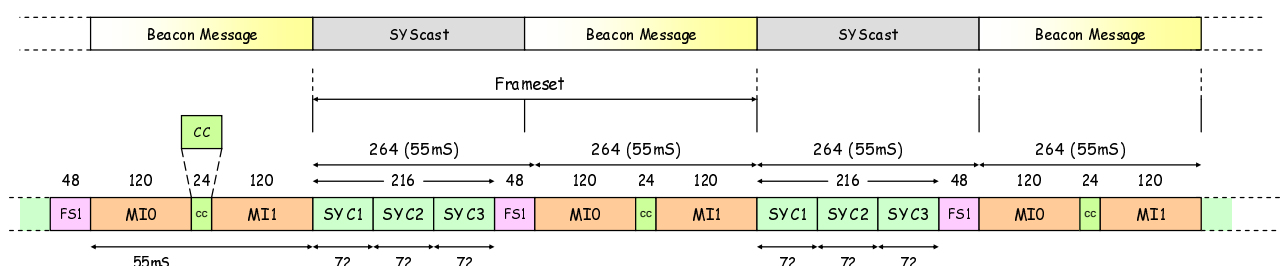 Beacon Message SYScast Beacon Message SYScast Beacon Message
Frameset
CC
264 (55mS) 264 (55mS) 264 (55mS) 264 (55mS)
48 120 24 120 216 48 120 24 120 216 48 120 24 120
FS1 MI0 cc MI1 SYC1 SYC2 SYC3 FS1 MI0 cc MI1 SYC1 SYC2 SYC3 FS1 MI0 cc MI1
55mS 72 72 72 72 72 72